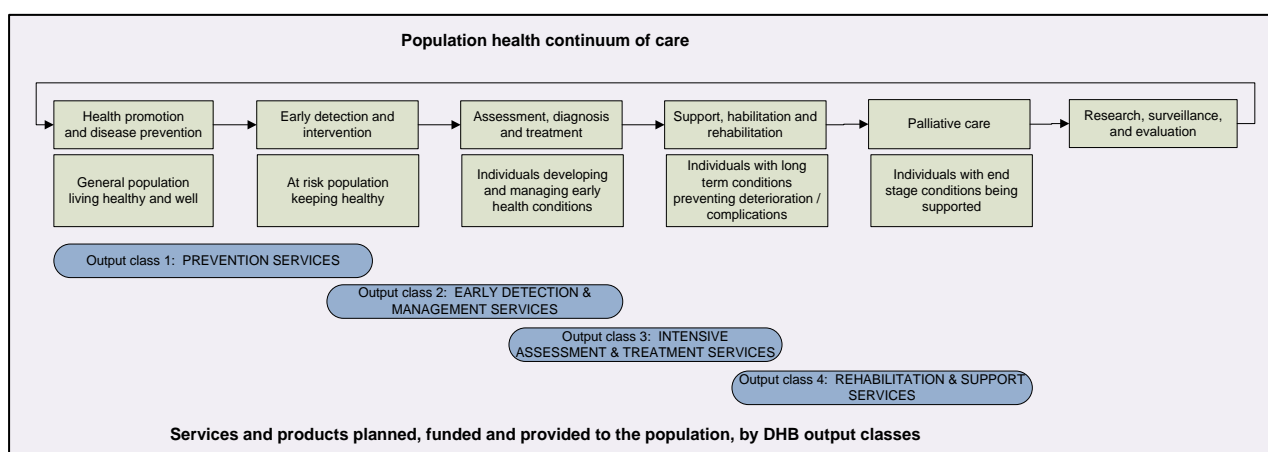 Population health continuum of care
Health promotion
and disease prevention
Early detection and
intervention
Assessment, diagnosis
and treatment
Support, habilitation and
rehabilitation
Palliative care
Research, surveillance,
and evaluation
General population
living healthy and well
At risk population
keeping healthy
Individuals developing
and managing early
health conditions
Individuals with long
term conditions
preventing deterioration /
complications
Individuals with end
stage conditions being
supported
Output class 1:  PREVENTION SERVICES
Output class 2:  EARLY DETECTION &
MANAGEMENT SERVICES
Output class 3:  INTENSIVE
ASSESSMENT & TREATMENT SERVICES
Output class 4:  REHABILITATION & SUPPORT
SERVICES
Services and products planned, funded and provided to the population, by DHB output classes